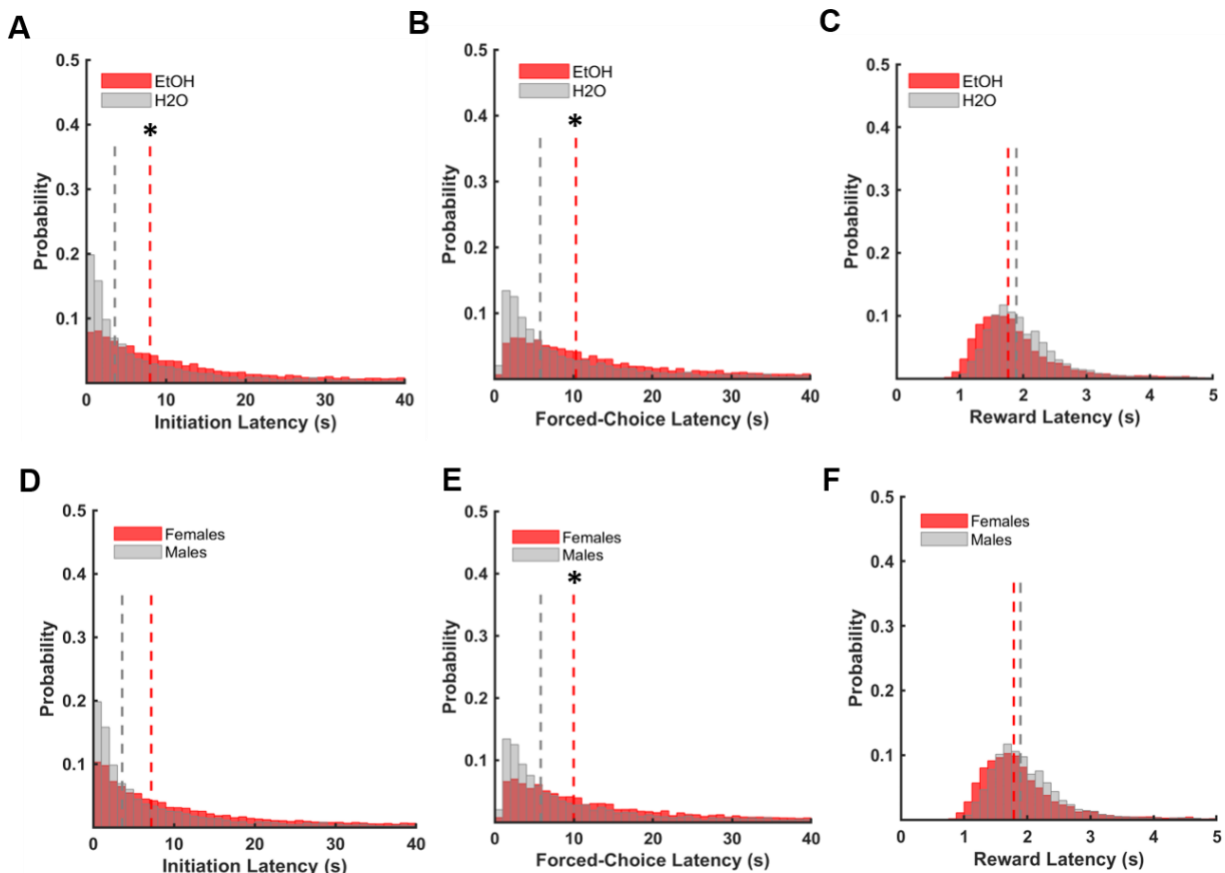 A
0.5
EtOH
H2O
0.4
*
0.3
0.2
0.1
Probability
0 10 20 30 40
Initiation Latency (s)
B
0.5
EtOH
H2O
0.4
*
0.3
0.2
0.1
Probability
0 10 20 30 40
Forced-Choice Latency (s)
C
0.5
EtOH
H2O
0.4
0.3
0.2
0.1
Probability
0 1 2 3 4 5
Reward Latency (s)
D
0.5
Females
Males
0.4
0.3
0.2
0.1
Probability
0 10 20 30 40
Initiation Latency (s)
E
0.5
Females
Males
0.4
*
0.3
0.2
0.1
Probability
0 10 20 30 40
Forced-Choice Latency (s)
F
0.5
Females
Males
0.4
0.3
0.2
0.1
Probability
0 1 2 3 4 5
Reward Latency (s)